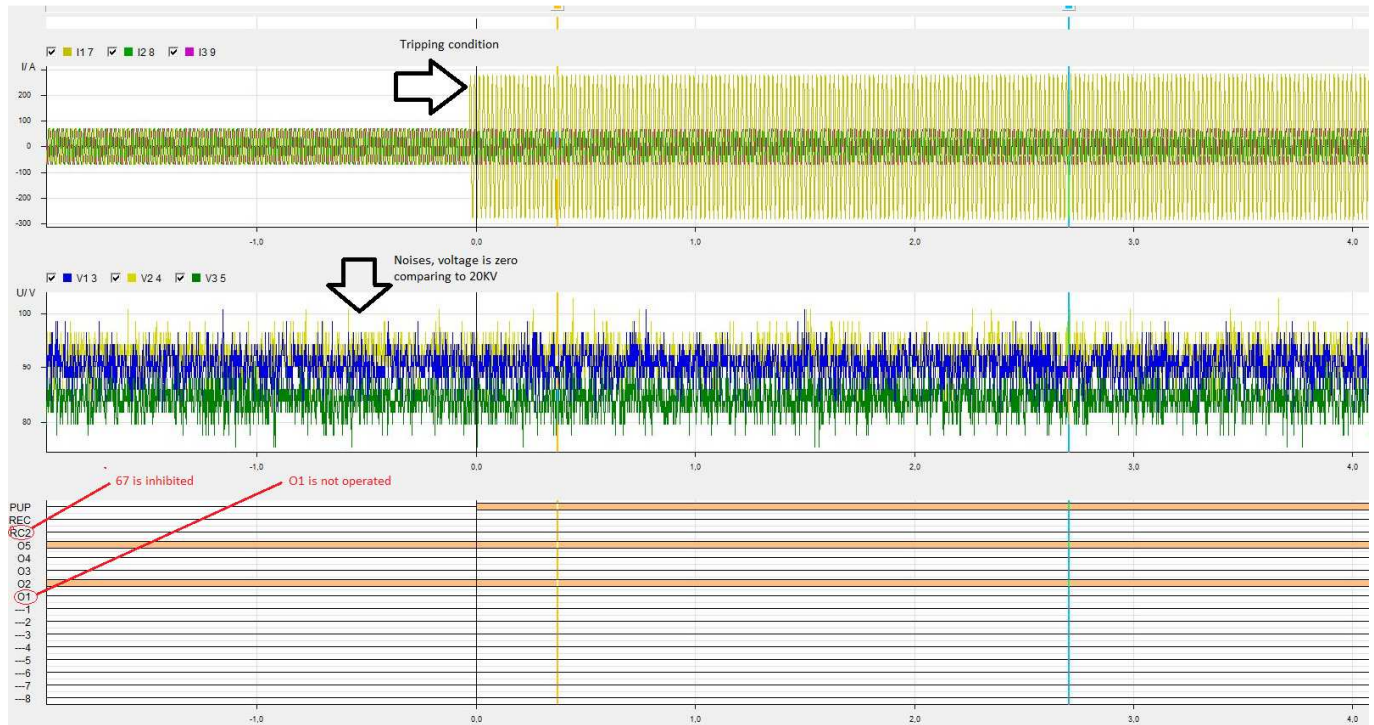 I1 7 I2 8 I3 9
Tripping condition
I/ A
200
100
0
-100
-200
-300
-1,0 0,0 1,0 2,0 3,0 4,0
V1 3 V2 4 V3 5
Noises, voltage is zero
comparing to 20KV
U/ V
100
90
80
-1,0 0,0 1,0 2,0 3,0 4,0
67 is inhibited O1 is not operated
PUP
REC
RC2
O5
O4
O3
O2
O1
---1
---2
---3
---4
---5
---6
---7
---8
-1,0 0,0 1,0 2,0 3,0 4,0